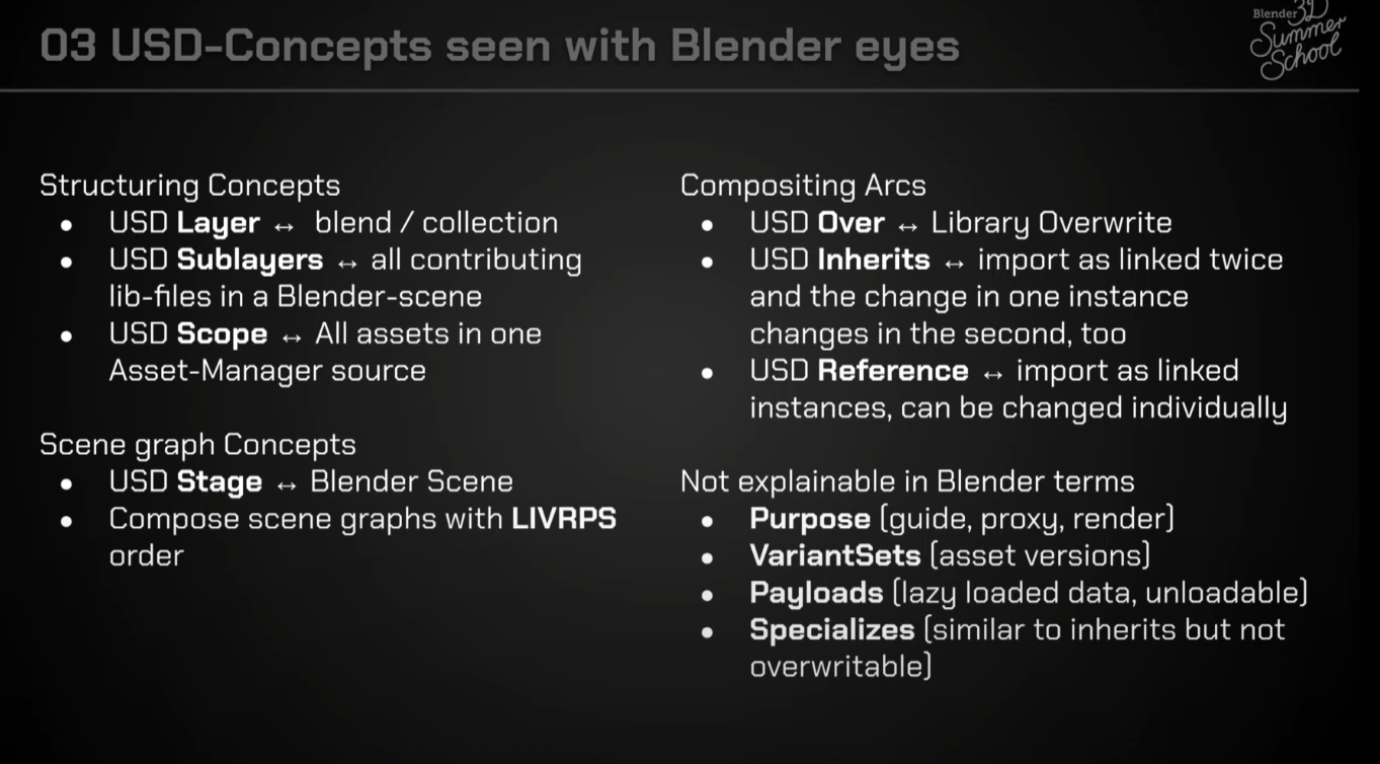 03 USD-Concepts seen with Blender eyes
Blender 3D
Summer
School
Structuring Concepts
● USD Layer ↔ blend / collection
● USD Sublayers ↔ all contributing
lib-files in a Blender-scene
● USD Scope ↔ All assets in one
Asset-Manager source
Scene graph Concepts
● USD Stage ↔ Blender Scene
● Compose scene graphs with LIVRPS
order
Compositing Arcs
● USD Over ↔ Library Overwrite
● USD Inherits ↔ import as linked twice
and the change in one instance
changes in the second, too
● USD Reference ↔ import as linked
instances, can be changed individually
Not explainable in Blender terms
● Purpose (guide, proxy, render)
● VariantSets (asset versions)
● Payloads (lazy loaded data, unloadable)
● Specializes (similar to inherits but not
overwritable)